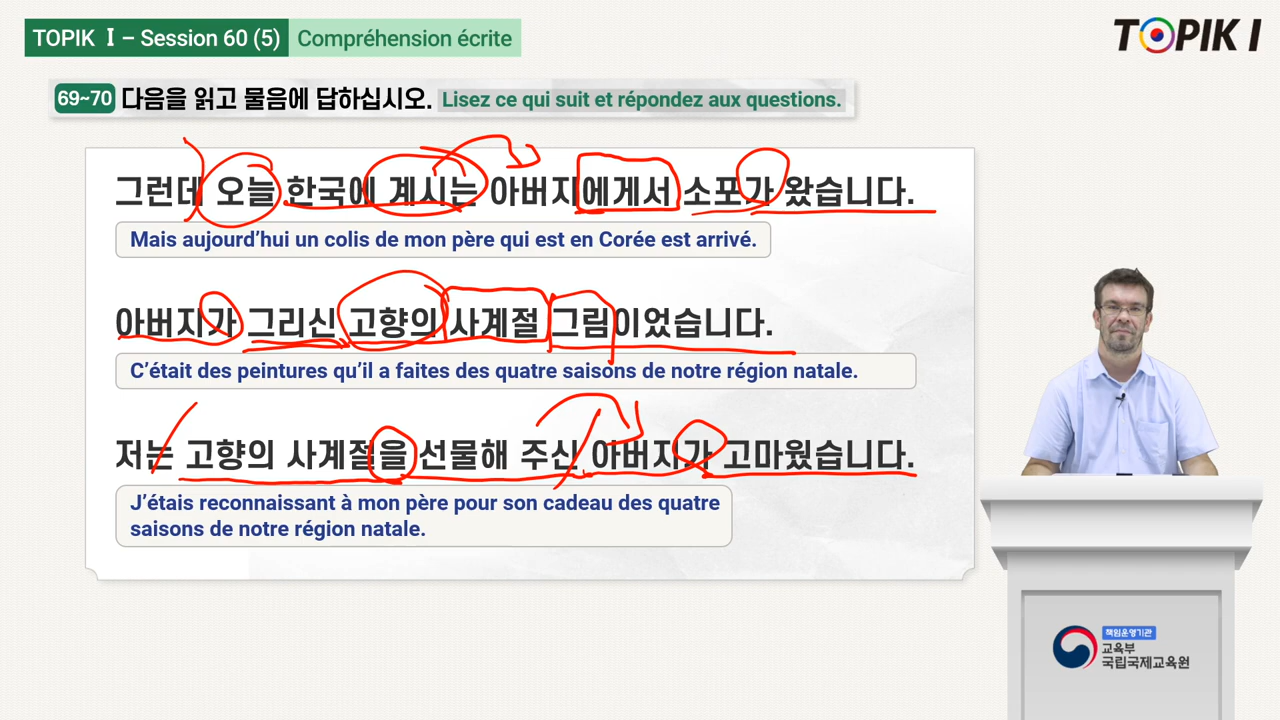 TOPIK Ⅰ – Session 60 (5) Compréhension écrite
TOPIK I
69~70 다음을 읽고 물음에 답하십시오. Lisez ce qui suit et répondez aux questions.
그런데 오늘 한국에 계시는 아버지에게서 소포가 왔습니다.
Mais aujourd’hui un colis de mon père qui est en Corée est arrivé.
아버지가 그리신 고향의 사계절 그림이었습니다.
C’était des peintures qu’il a faites des quatre saisons de notre région natale.
저는 고향의 사계절을 선물해 주신 아버지가 고마웠습니다.
J’étais reconnaissant à mon père pour son cadeau des quatre
saisons de notre région natale.
책임운영기관
교육부
국립국제교육원